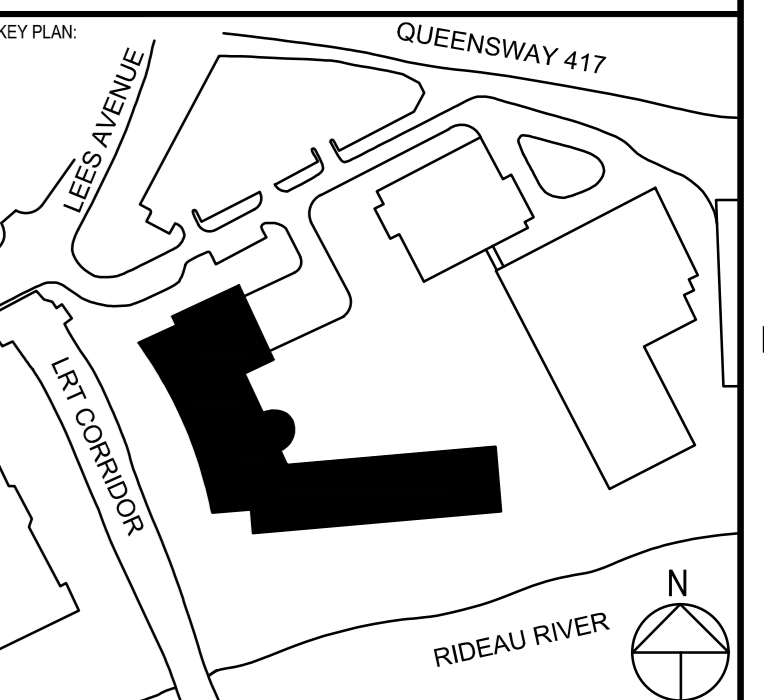 KEY PLAN:
QUEENSWAY 417
LEES AVENUE
LRT CORRIDOR
N
RIDEAU RIVER